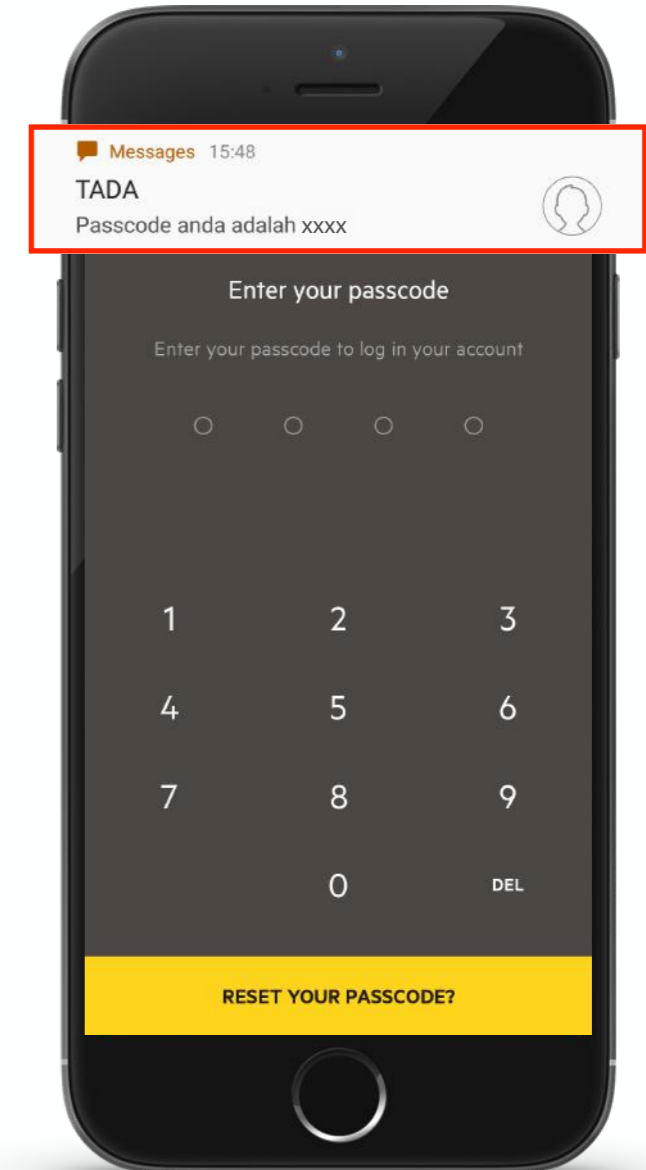 Messages 15:48
TADA
Passcode anda adalah xxxx
Enter your passcode
Enter your passcode to log in your account
1 2 3
4 5 6
7 8 9
0 DEL
RESET YOUR PASSCODE?